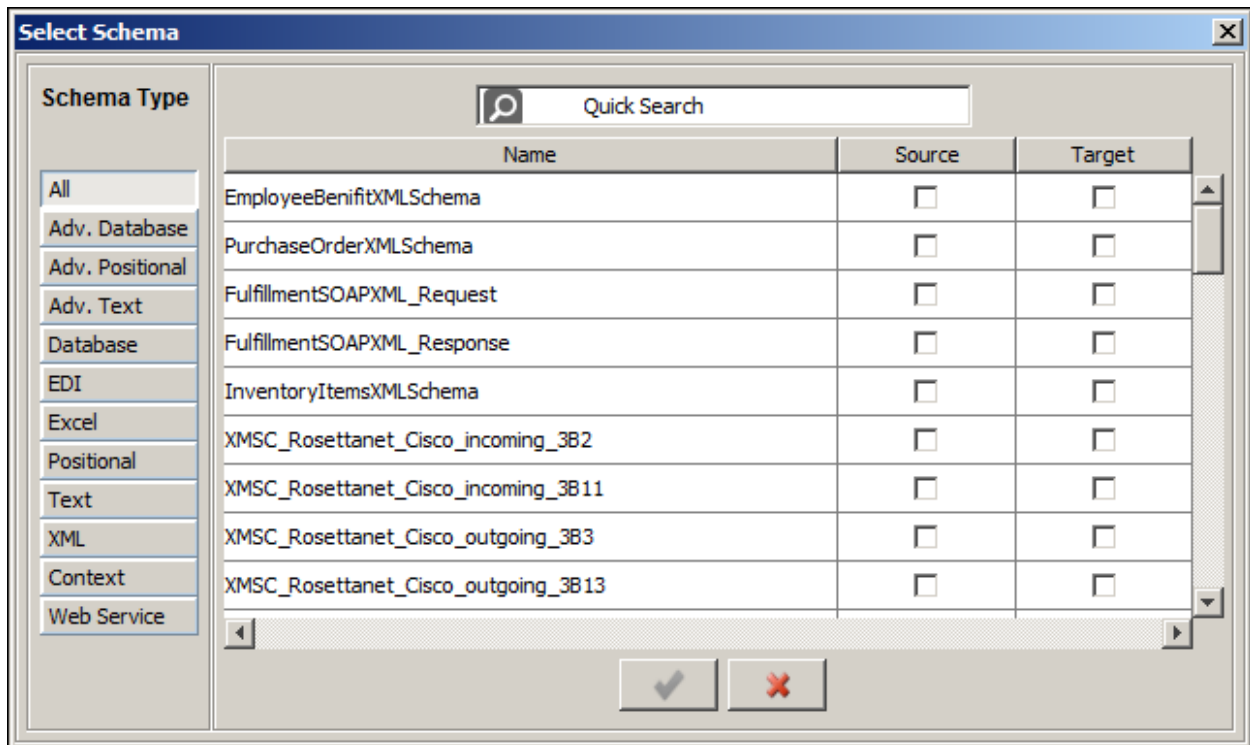 Select Schema
Schema Type
Quick Search
Name Source Target
All
Adv. Database
Adv. Positional
Adv. Text
Database
EDI
Excel
Positional
Text
XML
Context
Web Service
EmployeeBenifitXMLSchema
PurchaseOrderXMLSchema
FulfillmentSOAPXML_Request
FulfillmentSOAPXML_Response
InventoryItemsXMLSchema
XMSC_Rosettanet_Cisco_incoming_3B2
XMSC_Rosettanet_Cisco_incoming_3B11
XMSC_Rosettanet_Cisco_outgoing_3B3
XMSC_Rosettanet_Cisco_outgoing_3B13